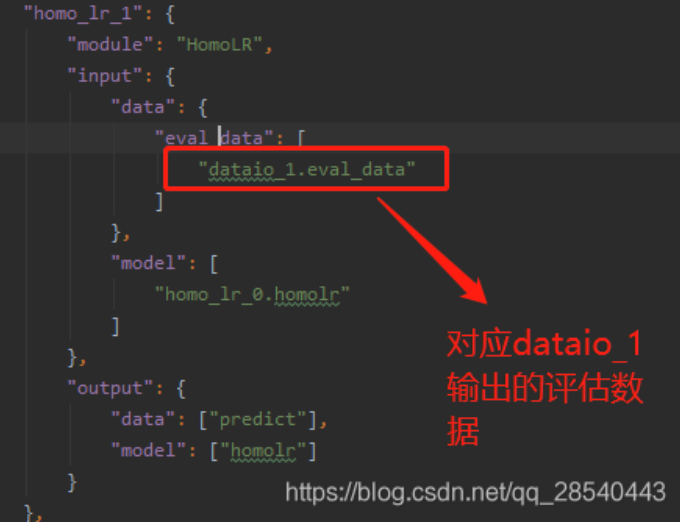 "homo_lr_1": {
"module": "HomoLR",
"input": {
"data": {
"eval_data": [
"dataio_1.eval_data"
]
},
"model": [
"homo_lr_0.homolr"
]
},
"output": {
"data": ["predict"],
"model": ["homolr"]
}
},
对应dataio_1
输出的评估数
据
https://blog.csdn.net/qq_28540443